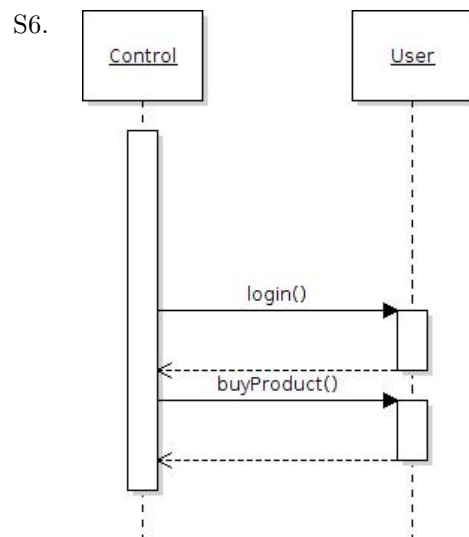 S6.
Control
User
login()
buyProduct()